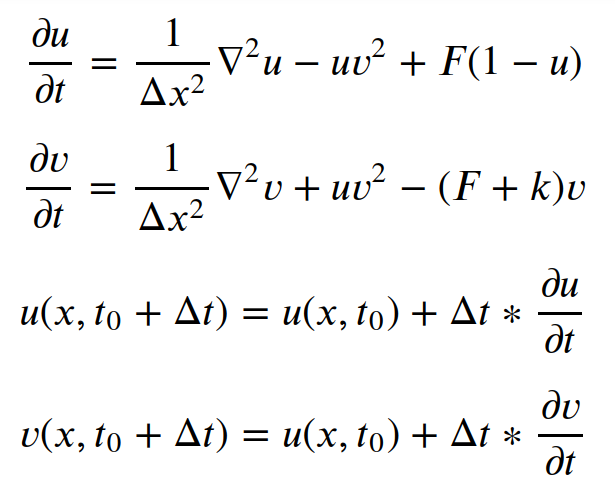 ∂u/∂t = 1/Δx² ∇²u − uv² + F(1 − u)
∂v/∂t = 1/Δx² ∇²v + uv² − (F + k)v
u(x, t₀ + Δt) = u(x, t₀) + Δt * ∂u/∂t
v(x, t₀ + Δt) = u(x, t₀) + Δt * ∂v/∂t